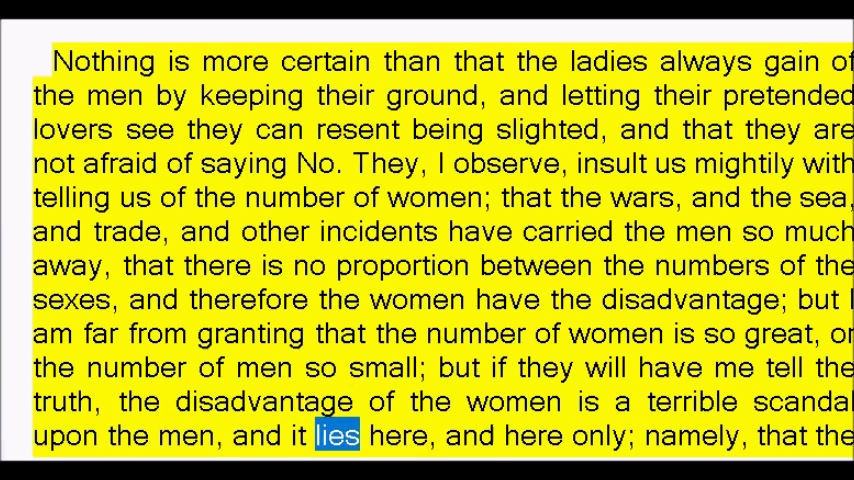 Nothing is more certain than that the ladies always gain of
the men by keeping their ground, and letting their pretended
lovers see they can resent being slighted, and that they are
not afraid of saying No. They, I observe, insult us mightily with
telling us of the number of women; that the wars, and the sea,
and trade, and other incidents have carried the men so much
away, that there is no proportion between the numbers of the
sexes, and therefore the women have the disadvantage; but I
am far from granting that the number of women is so great, or
the number of men so small; but if they will have me tell the
truth, the disadvantage of the women is a terrible scandal
upon the men, and it lies here, and here only; namely, that the